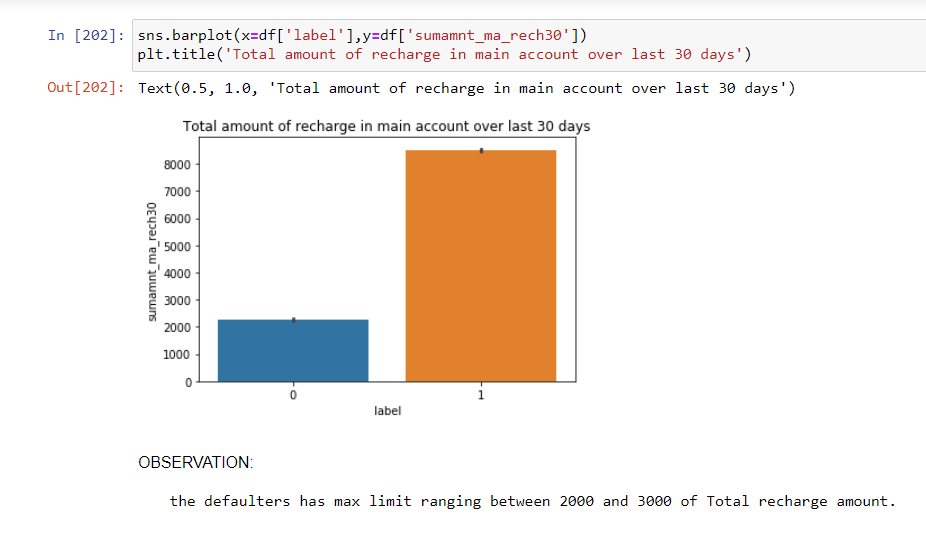 In [202]: sns.barplot(x=df['label'],y=df['sumamnt_ma_rech30'])
plt.title('Total amount of recharge in main account over last 30 days')
Out[202]: Text(0.5, 1.0, 'Total amount of recharge in main account over last 30 days')
Total amount of recharge in main account over last 30 days
8000
7000
6000
5000
4000
3000
2000
1000
0
sumamnt_ma_rech30
0 1
label
OBSERVATION:
the defaulters has max limit ranging between 2000 and 3000 of Total recharge amount.